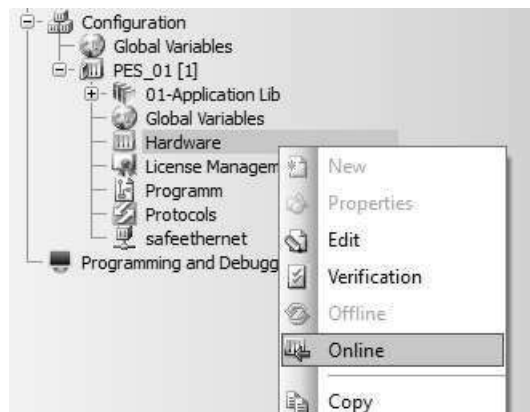 Configuration
Global Variables
PES_01 [1]
01-Application Lib
Global Variables
Hardware
License Managem
Programm
Protocols
safeethernet
Programming and Debugg
New
Properties
Edit
Verification
Offline
Online
Copy